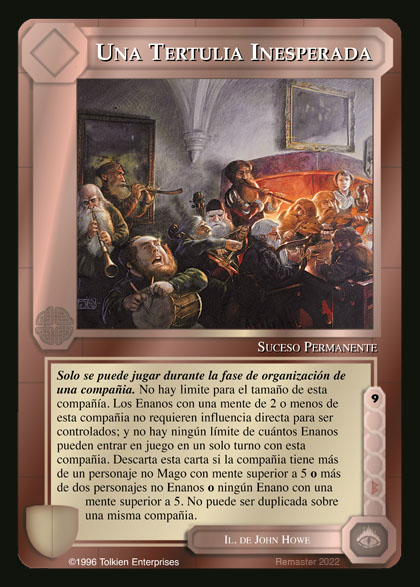 Una Tertulia Inesperada
Suceso Permanente
Solo se puede jugar durante la fase de organización de
una compañía. No hay limite para el tamaño de esta
compañía. Los Enanos con una mente de 2 o menos de
esta compañia no requieren influencia directa para ser
controlados; y no hay ningún límite de cuántos Enanos
pueden entrar en juego en un solo turno con esta
compañía. Descarta esta carta si la compañía tiene más
de un personaje no Mago con mente superior a 5 o más
de dos personajes no Enanos o ningún Enano con una
mente superior a 5. No puede ser duplicada sobre
una misma compañía.
9
Il. de John Howe
©1996 Tolkien Enterprises
Remaster 2022